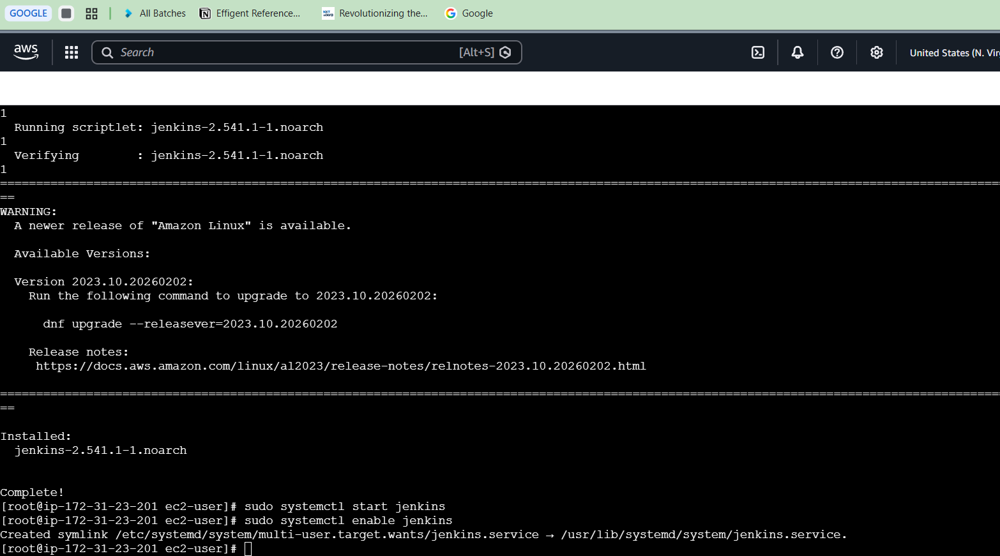 GOOGLE All Batches Effigent Reference... Revolutionizing the... Google
aws Search [Alt+S] United States (N. Vir
1
  Running scriptlet: jenkins-2.541.1-1.noarch
1
  Verifying        : jenkins-2.541.1-1.noarch
1
===========================================================================================================================================
==
WARNING:
  A newer release of "Amazon Linux" is available.

  Available Versions:

  Version 2023.10.20260202:
    Run the following command to upgrade to 2023.10.20260202:

      dnf upgrade --releasever=2023.10.20260202

    Release notes:
     https://docs.aws.amazon.com/linux/al2023/release-notes/relnotes-2023.10.20260202.html

===========================================================================================================================================
==

Installed:
  jenkins-2.541.1-1.noarch

Complete!
[root@ip-172-31-23-201 ec2-user]# sudo systemctl start jenkins
[root@ip-172-31-23-201 ec2-user]# sudo systemctl enable jenkins
Created symlink /etc/systemd/system/multi-user.target.wants/jenkins.service → /usr/lib/systemd/system/jenkins.service.
[root@ip-172-31-23-201 ec2-user]#